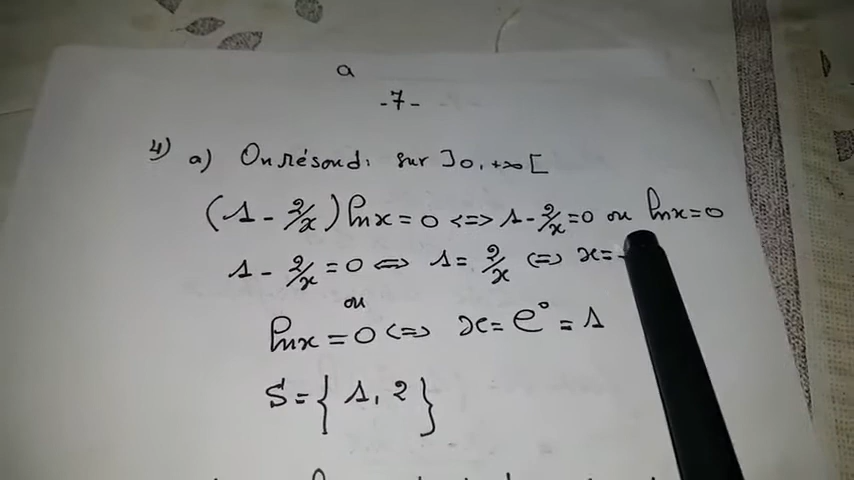 a
-7-
4) a) On résoud: sur ]0,+∞[
(1 - 2/x) ln x = 0 <=> 1 - 2/x = 0 ou ln x = 0
1 - 2/x = 0 <=> 1 = 2/x <=> x =
ou
ln x = 0 <=> x = e⁰ = 1
S = { 1, 2 }